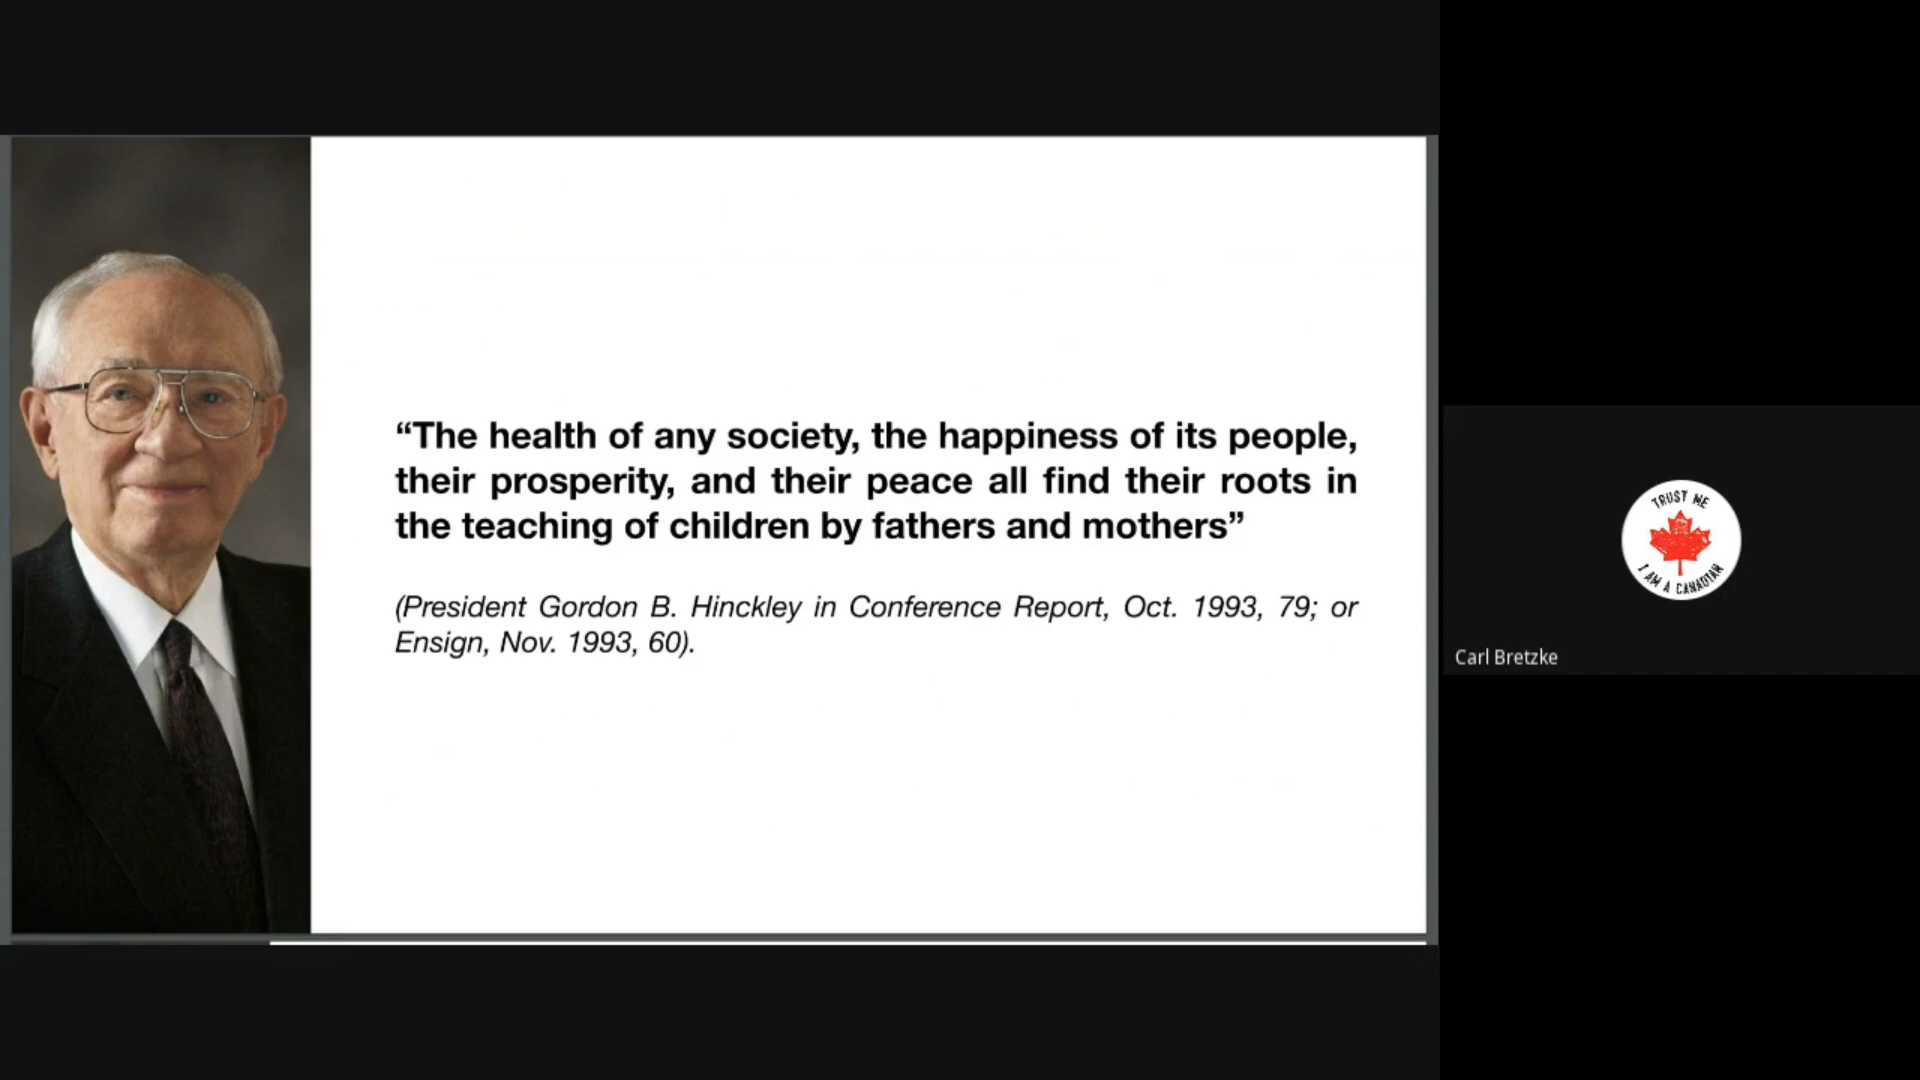 “The health of any society, the happiness of its people,
their prosperity, and their peace all find their roots in
the teaching of children by fathers and mothers”
(President Gordon B. Hinckley in Conference Report, Oct. 1993, 79; or
Ensign, Nov. 1993, 60).
TRUST ME
I AM A CANADIAN
Carl Bretzke